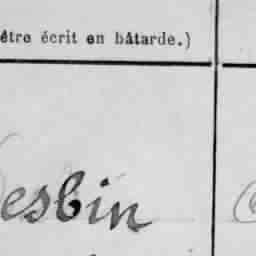 être écrit en bâtarde.)
esbin